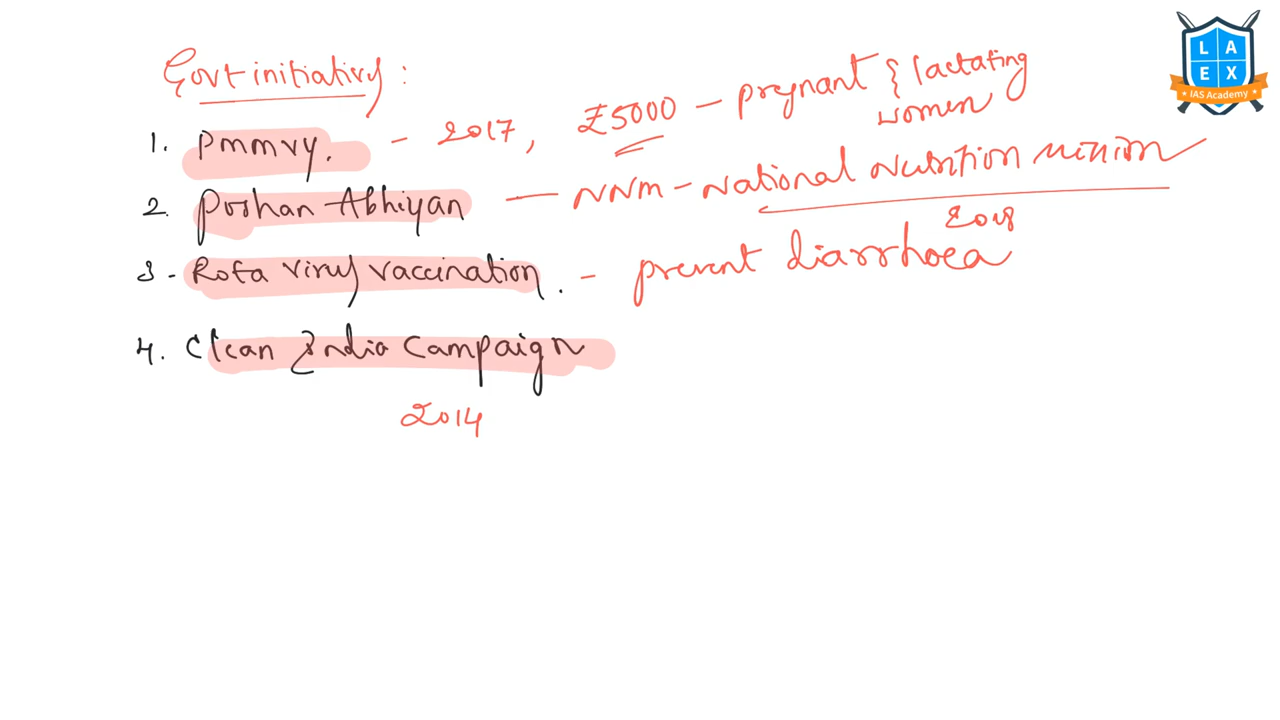 Govt initiatives :
1. PMMVY. - 2017, ₹5000 - pregnant & lactating women
2. Poshan Abhiyan — NNM - National Nutrition Mission
2018
3 - Rota Virus Vaccination. - prevent diarrhoea
4. Clean India Campaign
2014
LAEX
IAS Academy